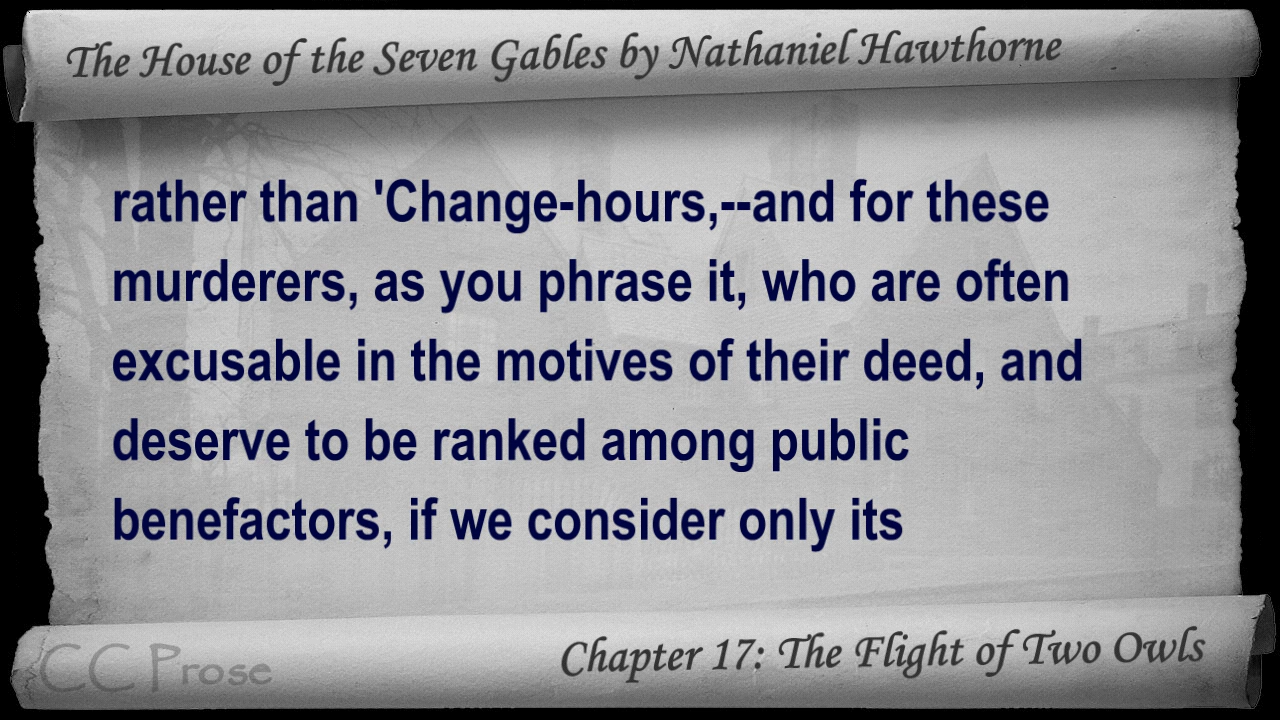 The House of the Seven Gables by Nathaniel Hawthorne
rather than 'Change-hours,--and for these
murderers, as you phrase it, who are often
excusable in the motives of their deed, and
deserve to be ranked among public
benefactors, if we consider only its
CC Prose
Chapter 17: The Flight of Two Owls